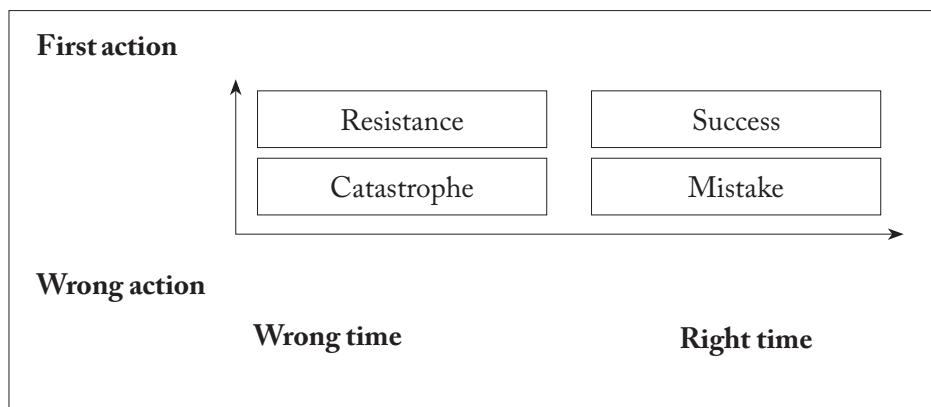 First action
Resistance Success
Catastrophe Mistake
Wrong action
Wrong time Right time